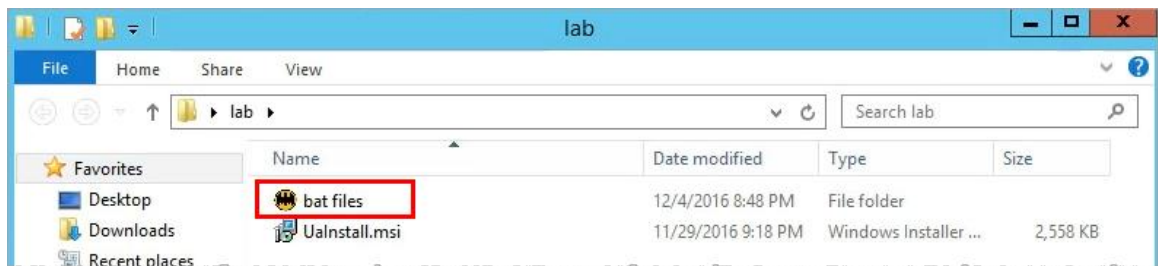 lab
File Home Share View
lab
Search lab
Name Date modified Type Size
Favorites
Desktop
Downloads
Recent places
bat files 12/4/2016 8:48 PM File folder
UaInstall.msi 11/29/2016 9:18 PM Windows Installer ... 2,558 KB